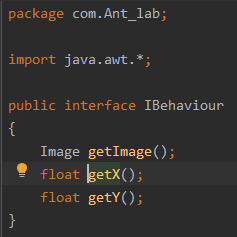 package com.Ant_lab;
import java.awt.*;
public interface IBehaviour
{
Image getImage();
float getX();
float getY();
}